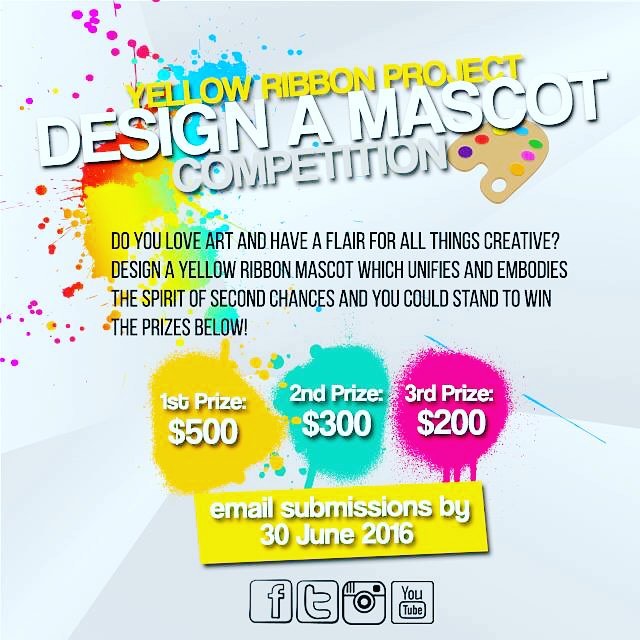 YELLOW RIBBON PROJECT
DESIGN A MASCOT
COMPETITION
DO YOU LOVE ART AND HAVE A FLAIR FOR ALL THINGS CREATIVE?
DESIGN A YELLOW RIBBON MASCOT WHICH UNIFIES AND EMBODIES
THE SPIRIT OF SECOND CHANCES AND YOU COULD STAND TO WIN
THE PRIZES BELOW!
1st Prize:
$500
2nd Prize:
$300
3rd Prize:
$200
email submissions by
30 June 2016
You
Tube